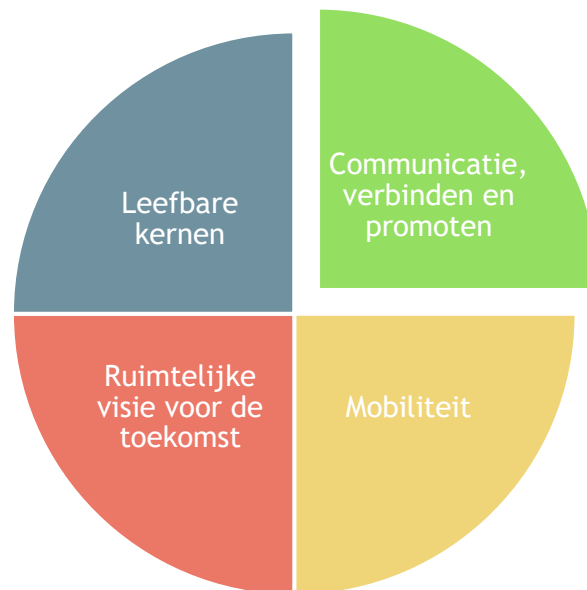 Leefbare
kernen
Communicatie,
verbinden en
promoten
Ruimtelijke
visie voor de
toekomst
Mobiliteit